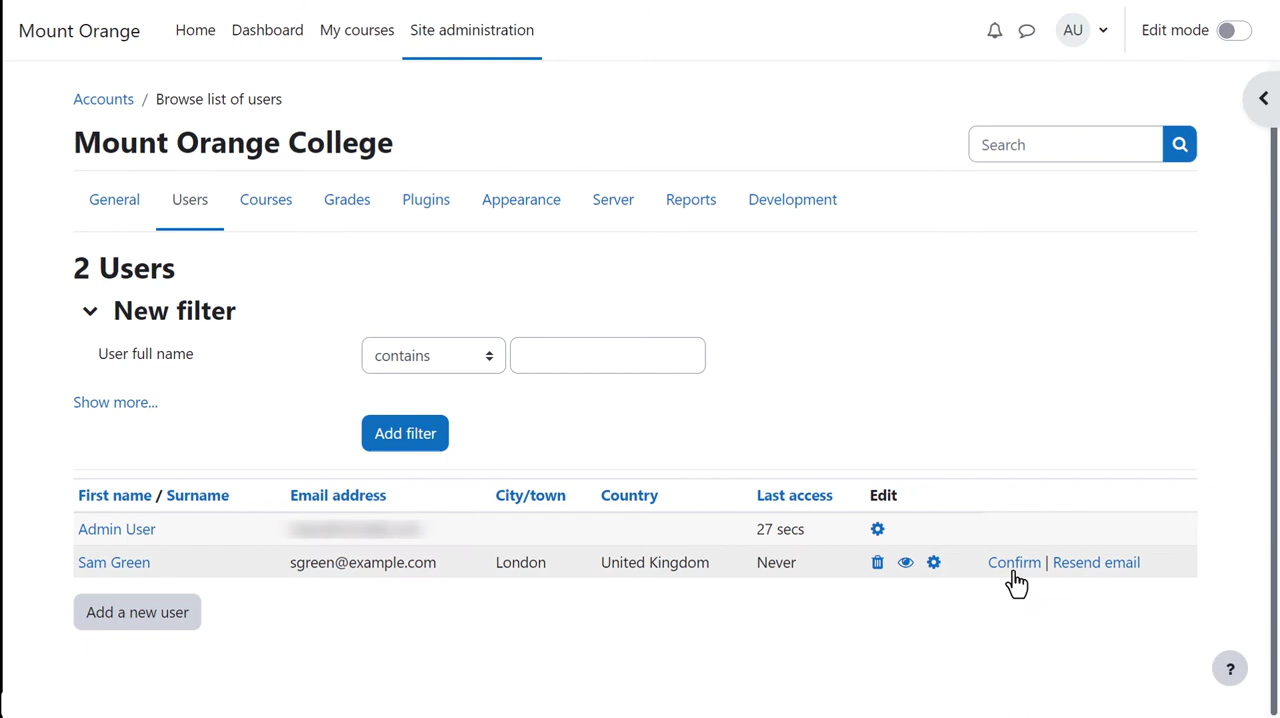 Mount Orange Home Dashboard My courses Site administration AU Edit mode
Accounts / Browse list of users
Mount Orange College
Search
General Users Courses Grades Plugins Appearance Server Reports Development
2 Users
New filter
User full name contains
Show more...
Add filter
First name / Surname Email address City/town Country Last access Edit
Admin User 27 secs
Sam Green sgreen@example.com London United Kingdom Never Confirm | Resend email
Add a new user
?